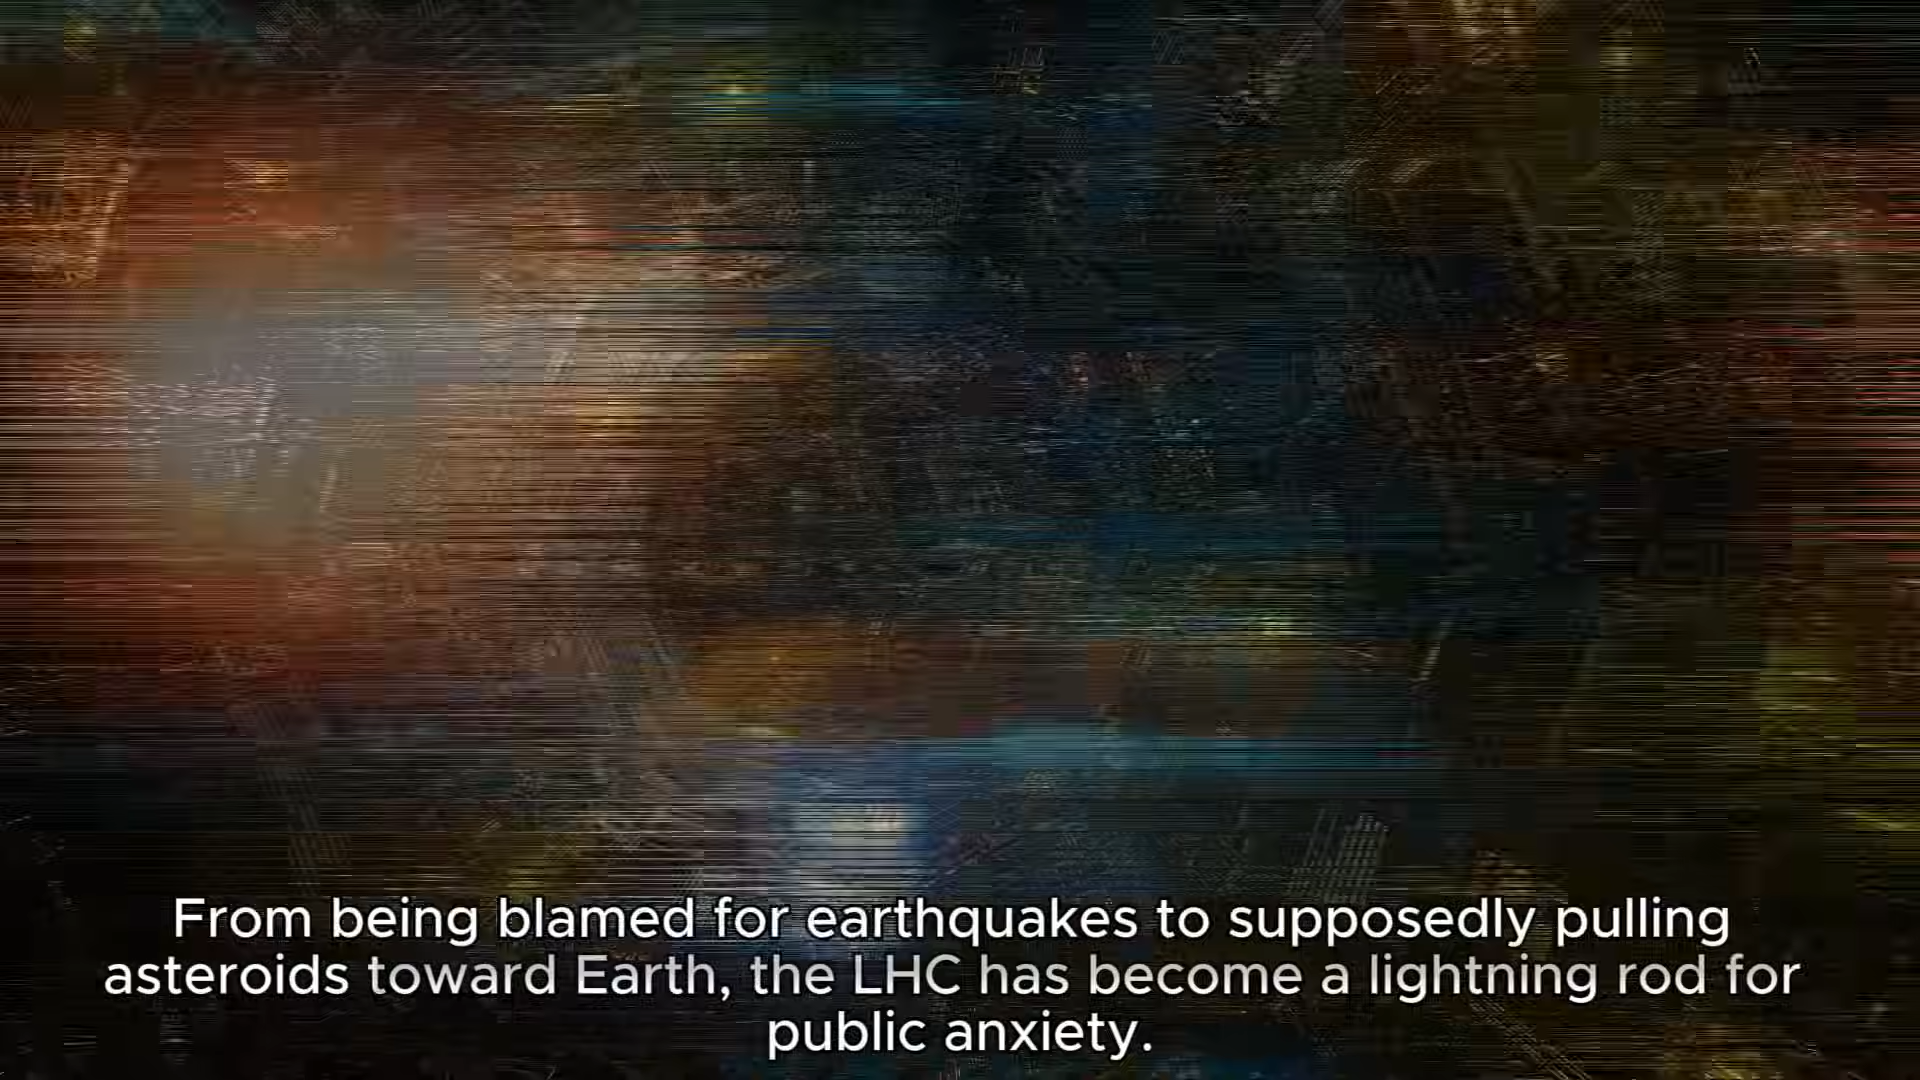 From being blamed for earthquakes to supposedly pulling
asteroids toward Earth, the LHC has become a lightning rod for
public anxiety.